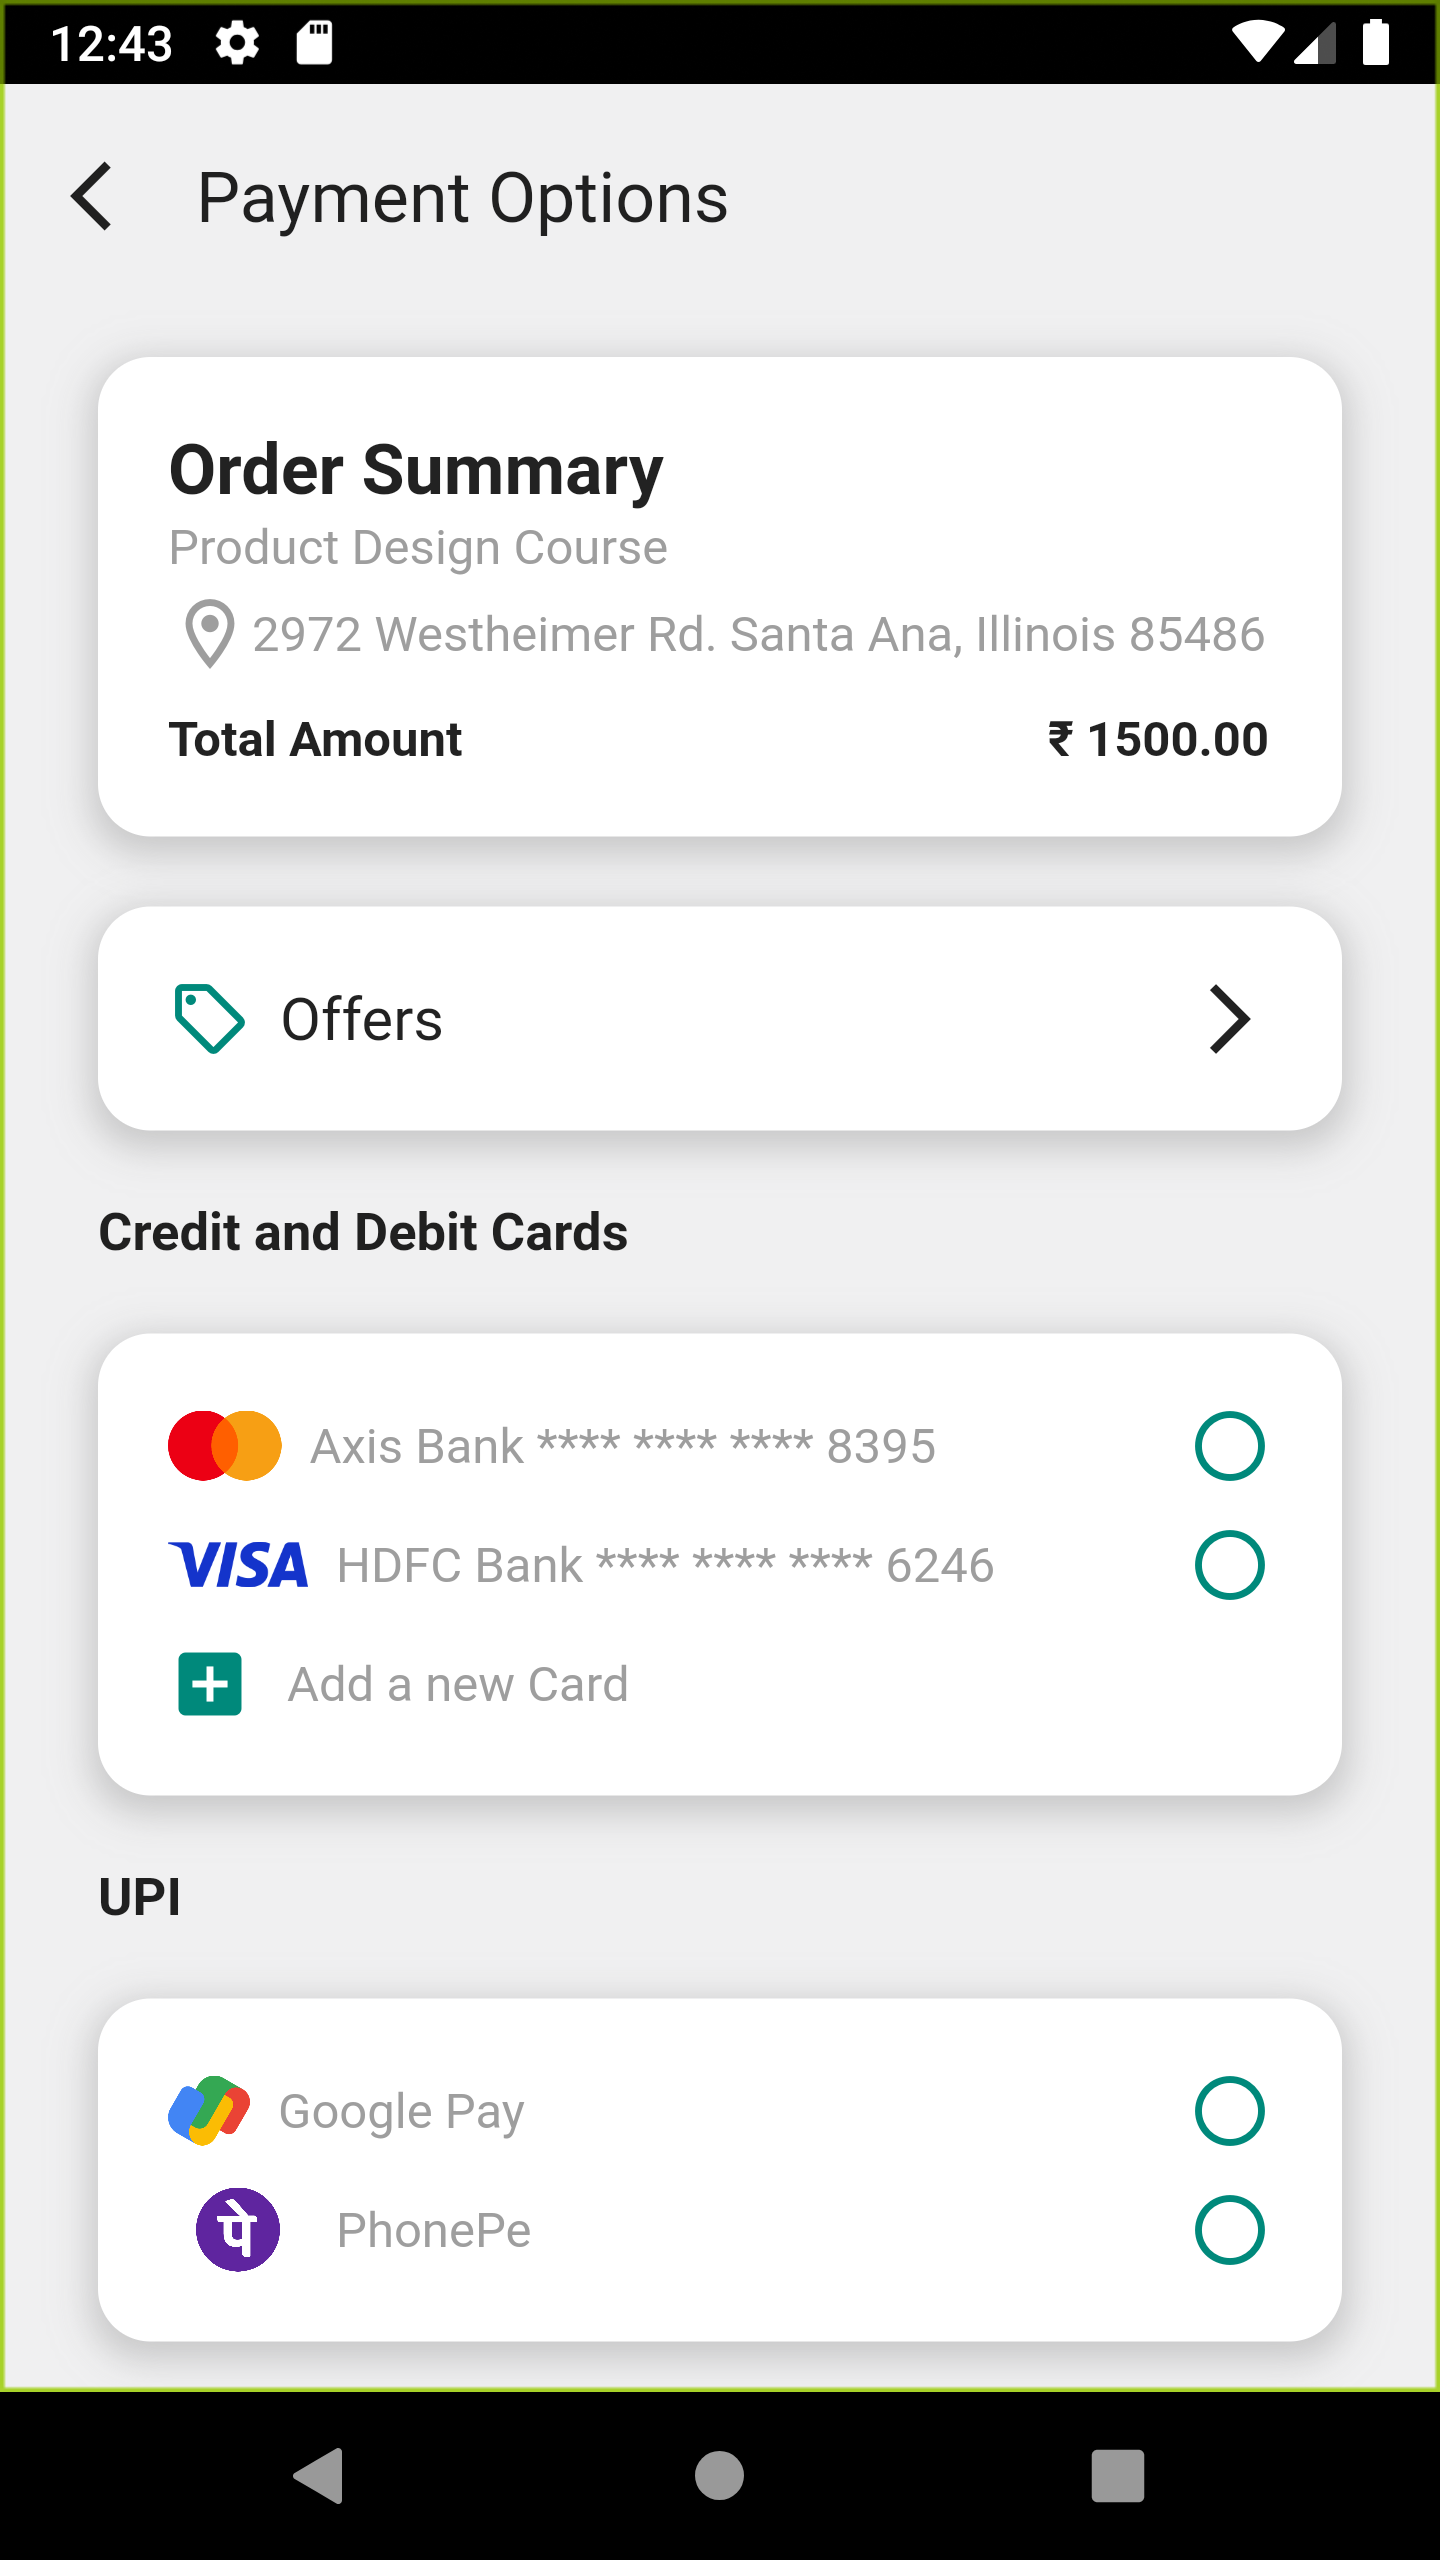 12:43
Payment Options
Order Summary
Product Design Course
2972 Westheimer Rd. Santa Ana, Illinois 85486
Total Amount ₹ 1500.00
Offers
Credit and Debit Cards
Axis Bank **** **** **** 8395
VISA HDFC Bank **** **** **** 6246
Add a new Card
UPI
Google Pay
पे PhonePe